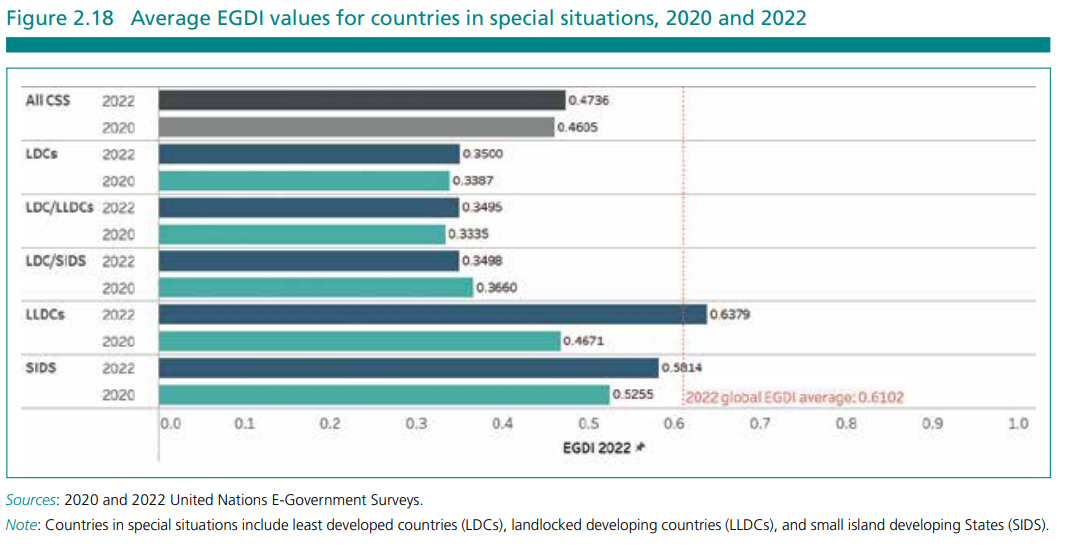 Figure 2.18 Average EGDI values for countries in special situations, 2020 and 2022
All CSS 2022 0.4736
2020 0.4605
LDCs 2022 0.3500
2020 0.3387
LDC/LLDCs 2022 0.3495
2020 0.3335
LDC/SIDS 2022 0.3498
2020 0.3660
LLDCs 2022 0.6379
2020 0.4671
SIDS 2022 0.5814
2020 0.5255
2022 global EGDI average: 0.6102
0.0 0.1 0.2 0.3 0.4 0.5 0.6 0.7 0.8 0.9 1.0
EGDI 2022
Sources: 2020 and 2022 United Nations E-Government Surveys.
Note: Countries in special situations include least developed countries (LDCs), landlocked developing countries (LLDCs), and small island developing States (SIDS).